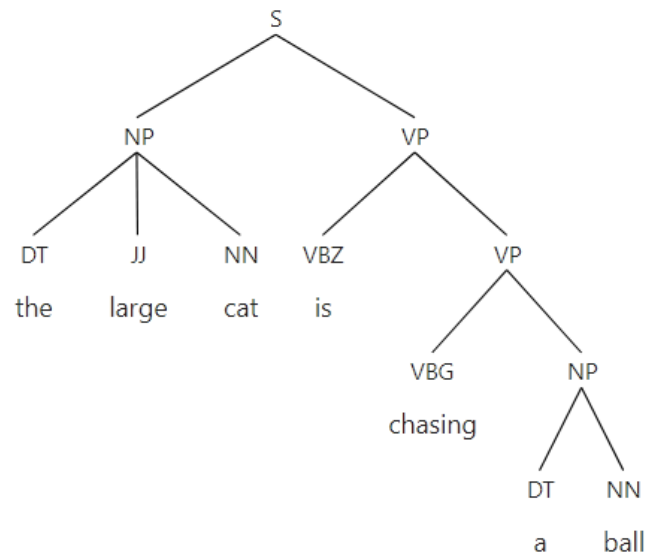 S
NP VP
DT JJ NN VBZ VP
the large cat is
VBG NP
chasing
DT NN
a ball